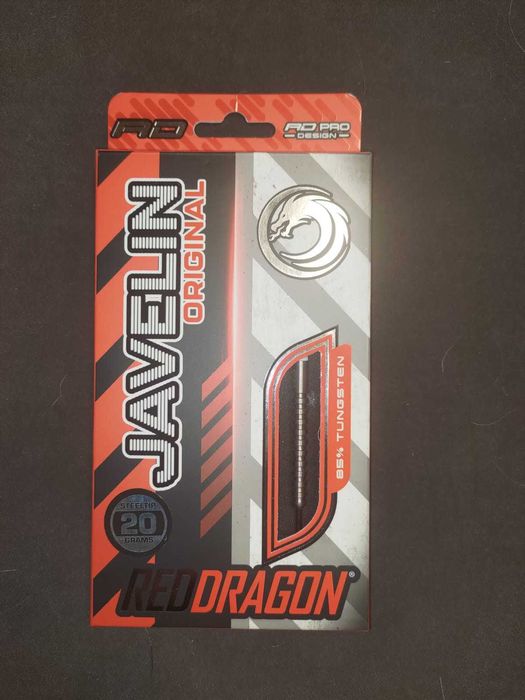 RD
RD PRO
DESIGN
JAVELIN
ORIGINAL
85% TUNGSTEN
STEELTIP
20
GRAMS
REDDRAGON®